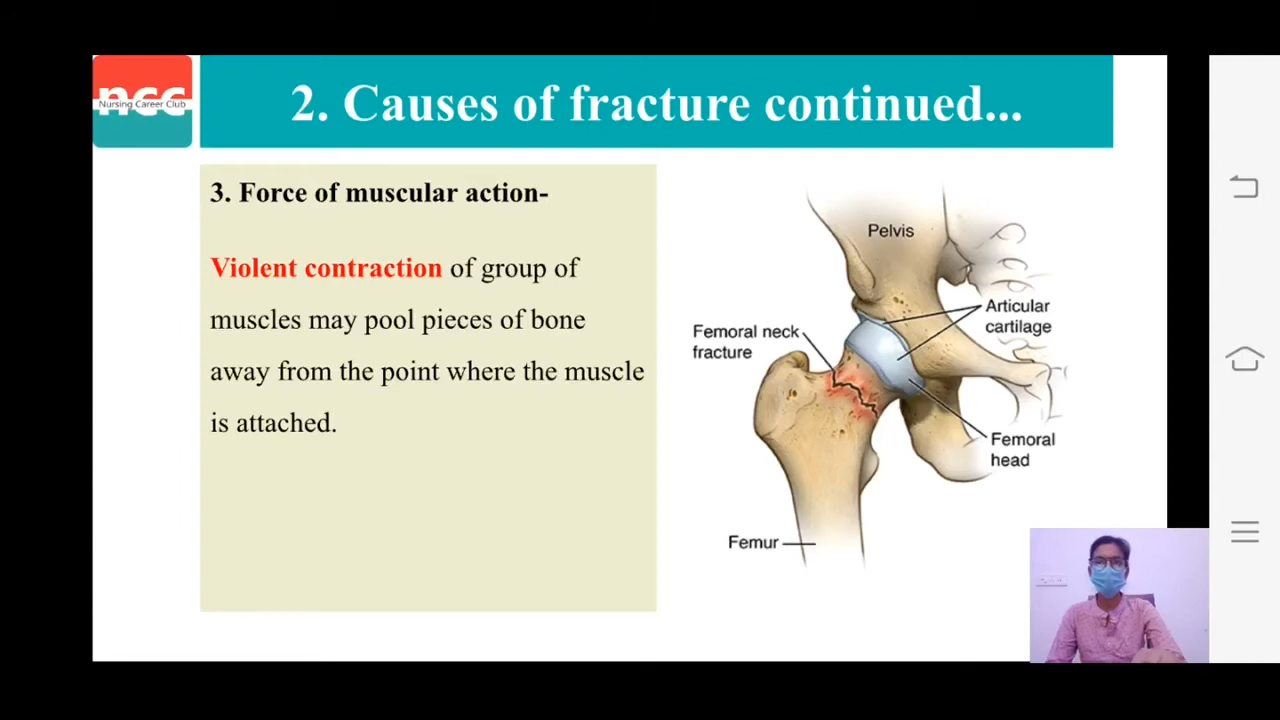 ncc
Nursing Career Club
2. Causes of fracture continued...
3. Force of muscular action-
Violent contraction of group of
muscles may pool pieces of bone
away from the point where the muscle
is attached.
Pelvis
Articular
cartilage
Femoral neck
fracture
Femoral
head
Femur